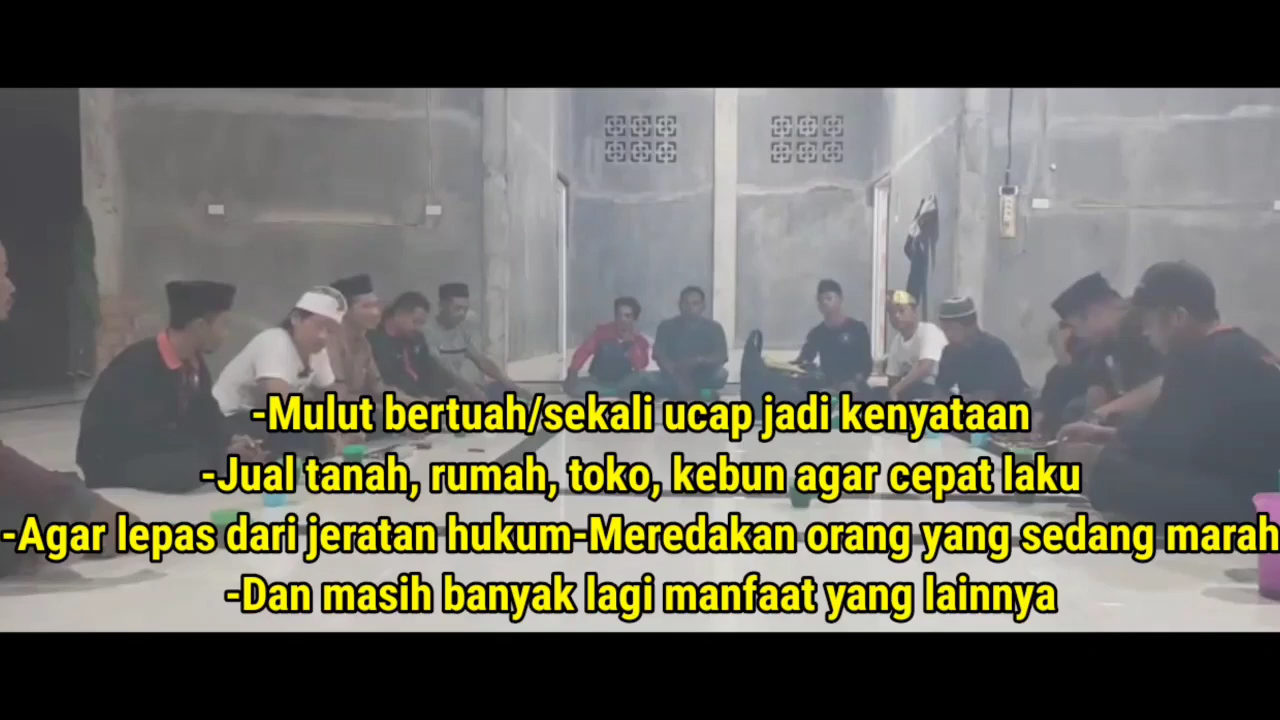 -Mulut bertuah/sekali ucap jadi kenyataan
-Jual tanah, rumah, toko, kebun agar cepat laku
-Agar lepas dari jeratan hukum-Meredakan orang yang sedang marah
-Dan masih banyak lagi manfaat yang lainnya